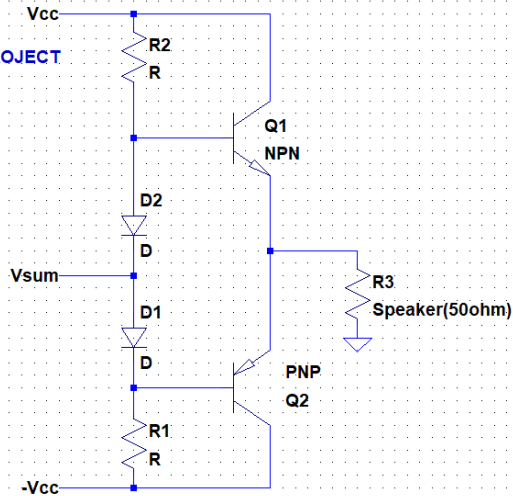 Vcc
R2
OJECT
R
Q1
NPN
D2
D
Vsum
R3
Speaker(50ohm)
D1
D
PNP
Q2
R1
R
-Vcc